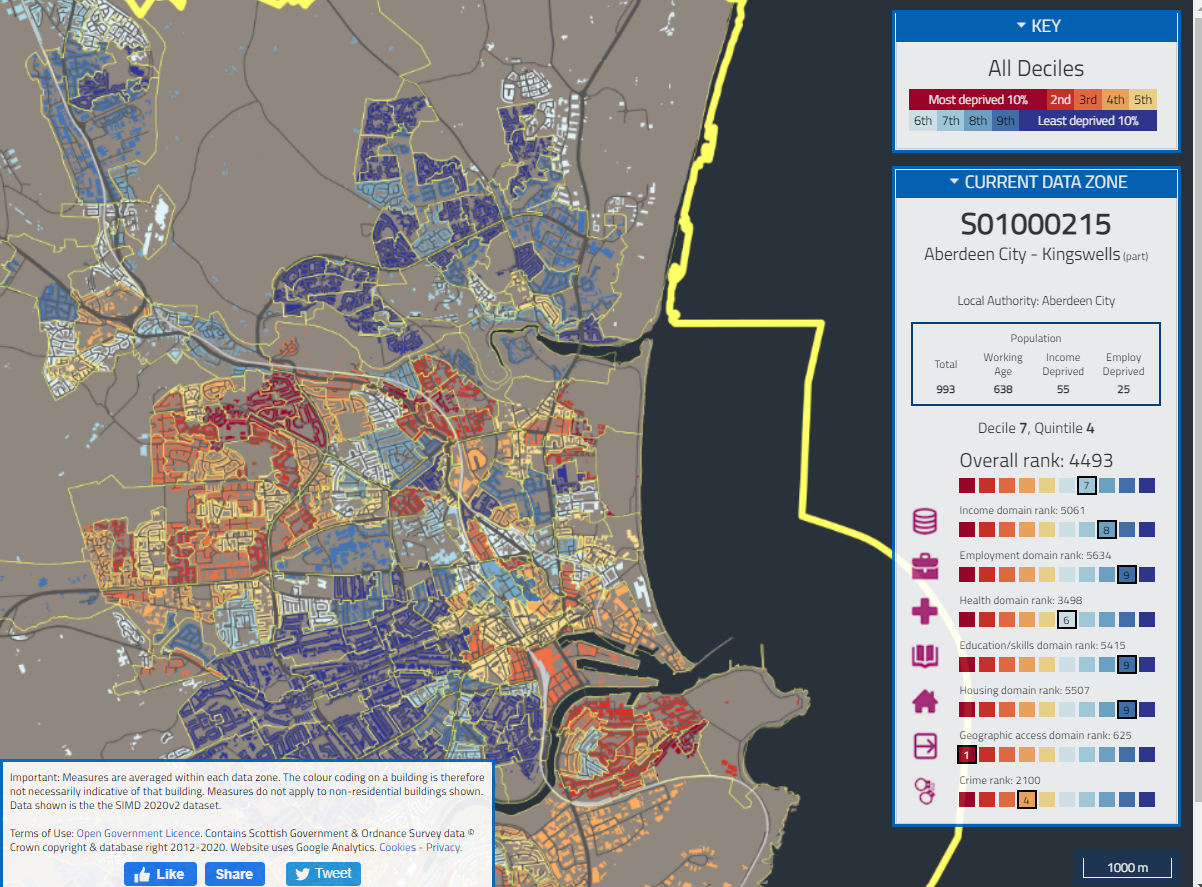 KEY
All Deciles
Most deprived 10% 2nd 3rd 4th 5th
6th 7th 8th 9th Least deprived 10%
CURRENT DATA ZONE
S01000215
Aberdeen City - Kingswells (part)
Local Authority: Aberdeen City
Population
Total Working Age Income Deprived Employ Deprived
993 638 55 25
Decile 7, Quintile 4
Overall rank: 4493
7
Income domain rank: 5061
8
Employment domain rank: 5634
9
Health domain rank: 3498
6
Education/skills domain rank: 5415
9
Housing domain rank: 5507
9
Geographic access domain rank: 625
1
Crime rank: 2100
4
Important: Measures are averaged within each data zone. The colour coding on a building is therefore
not necessarily indicative of that building. Measures do not apply to non-residential buildings shown.
Data shown is the the SIMD 2020v2 dataset.
Terms of Use: Open Government Licence. Contains Scottish Government & Ordnance Survey data ©
Crown copyright & database right 2012-2020. Website uses Google Analytics. Cookies - Privacy.
Like Share Tweet
1000 m